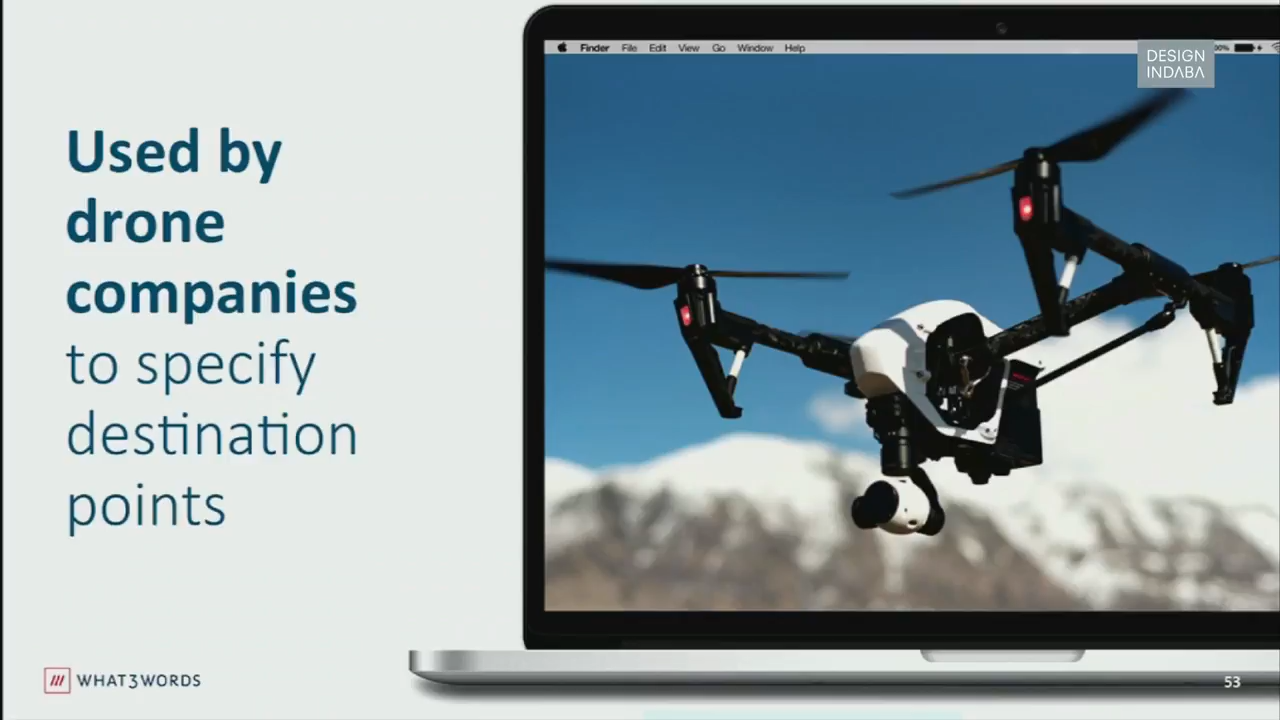 Finder File Edit View Go Window Help
DESIGN
INDABA
Used by
drone
companies
to specify
destination
points
WHAT3WORDS
53